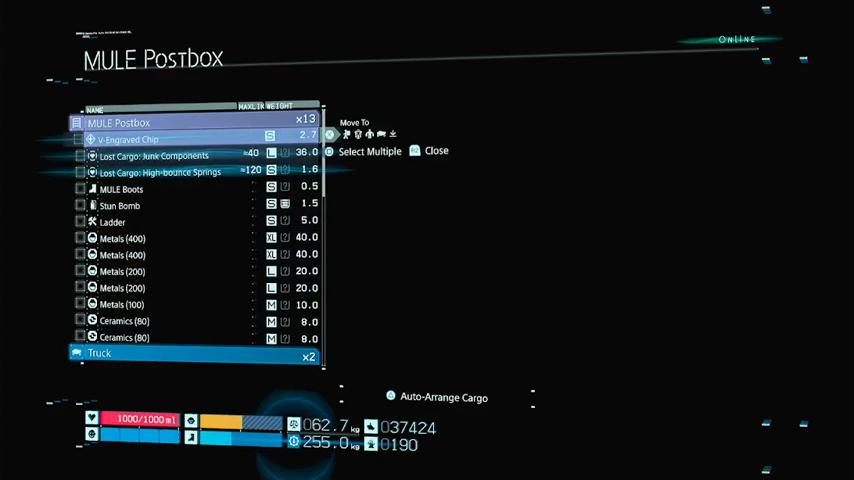 MULE Postbox
ONLINE
NAME MAXLIK WEIGHT
MULE Postbox x13
V-Engraved Chip S 2.7
Lost Cargo: Junk Components ≈40 L 36.0
Lost Cargo: High-bounce Springs ≈120 S 1.6
MULE Boots S 0.5
Stun Bomb S 1.5
Ladder S 5.0
Metals (400) XL 40.0
Metals (400) XL 40.0
Metals (200) L 20.0
Metals (200) L 20.0
Metals (100) M 10.0
Ceramics (80) M 8.0
Ceramics (80) M 8.0
Truck x2
Move To
Select Multiple R2 Close
Auto-Arrange Cargo
1000/1000 ml 062.7 kg 037424
255.0 kg 0190